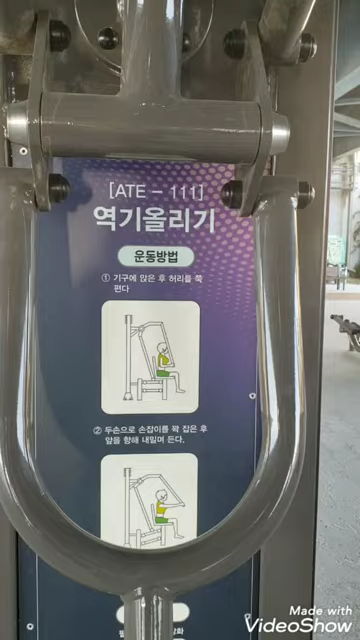 [ATE - 111]
역기올리기
운동방법
① 기구에 앉은 후 허리를 쭉
편다
② 두손으로 손잡이를 꽉 잡은 후
앞을 향해 내밀며 든다.
Made with
VideoShow